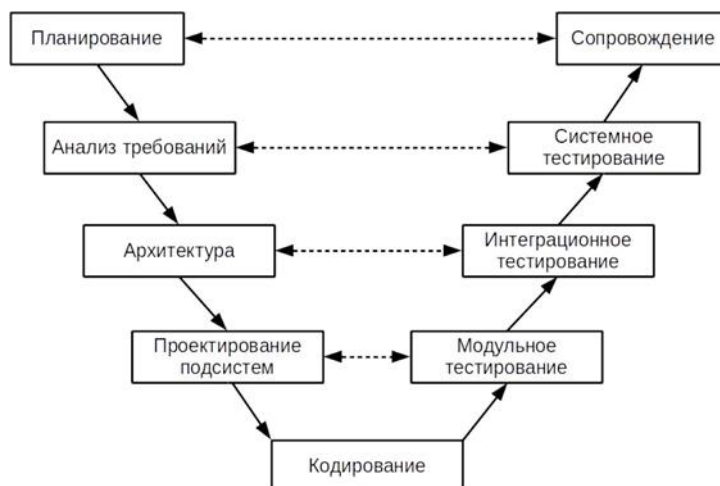 Планирование
Сопровождение
Анализ требований
Системное
тестирование
Архитектура
Интеграционное
тестирование
Проектирование
подсистем
Модульное
тестирование
Кодирование